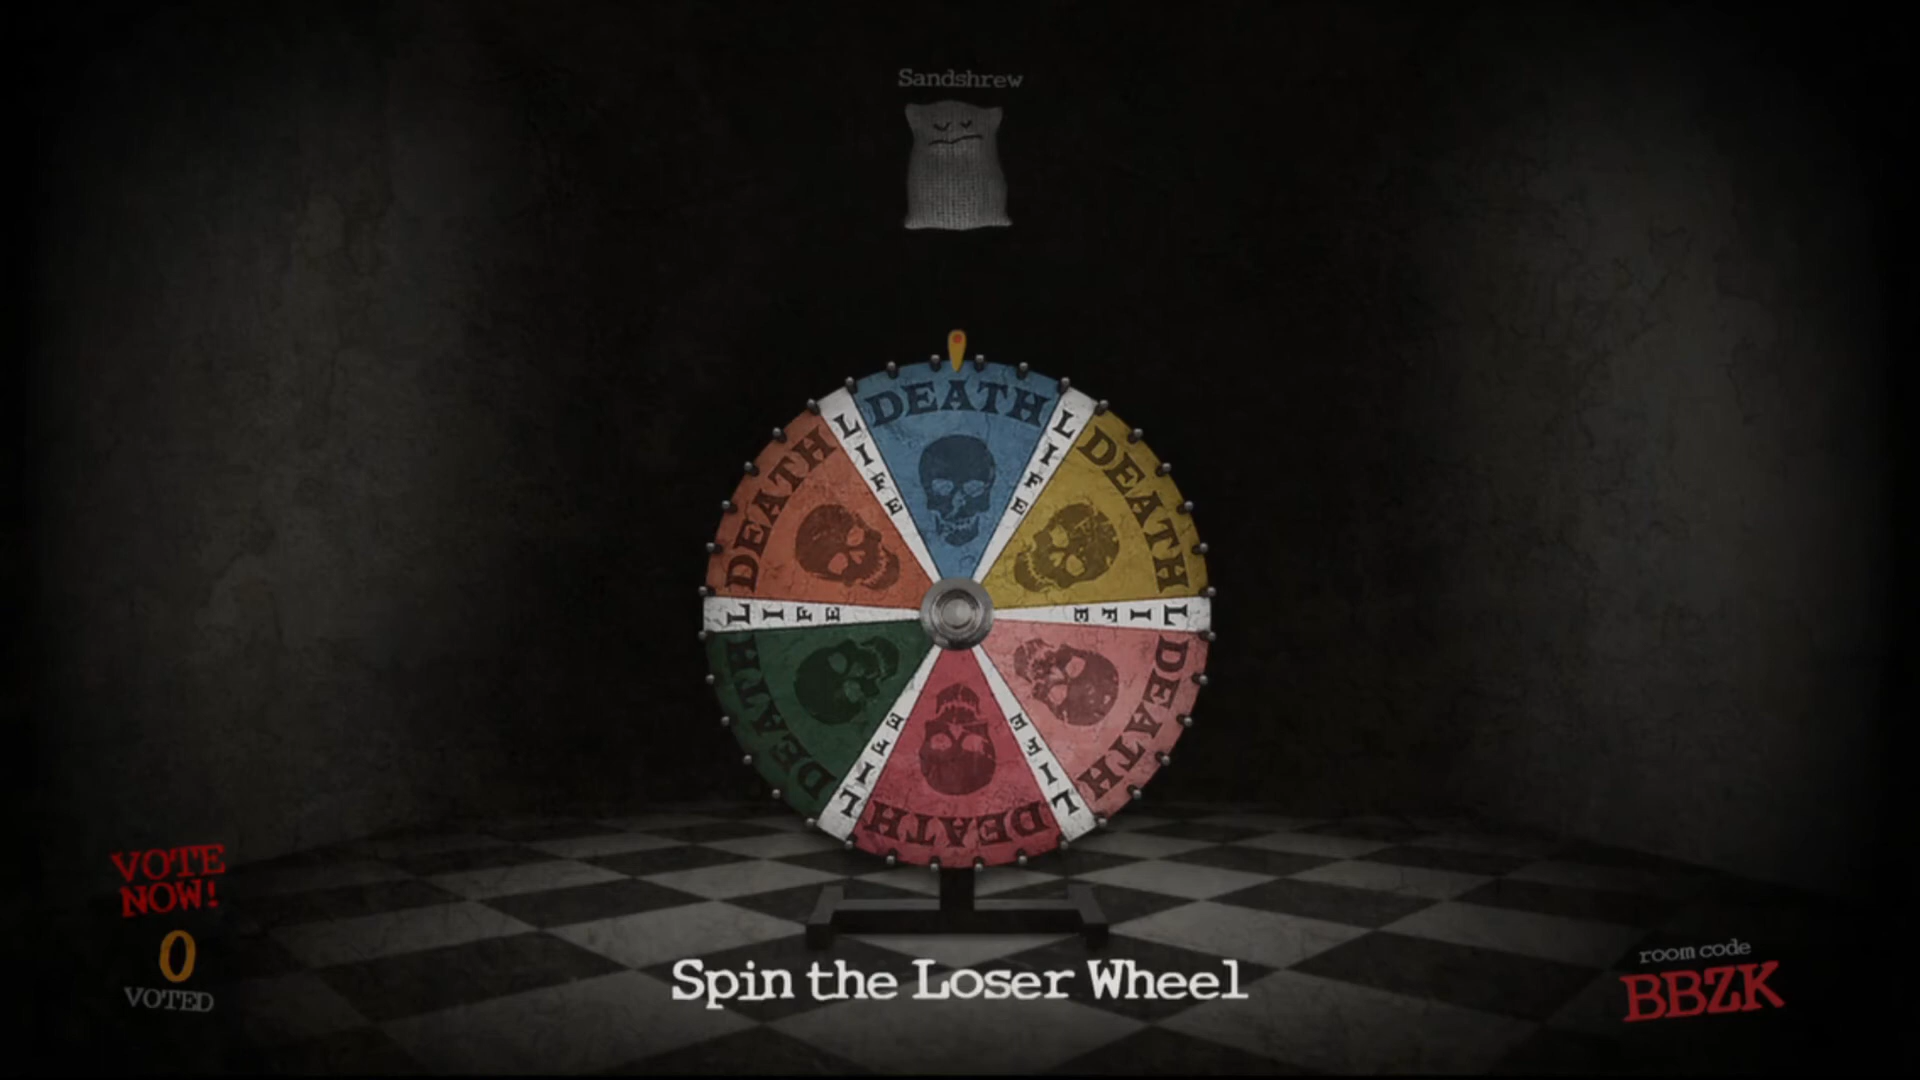 Sandshrew
DEATH
LIFE
DEATH
LIFE
DEATH
LIFE
DEATH
LIFE
DEATH
LIFE
DEATH
LIFE
VOTE
NOW!
0
VOTED
Spin the Loser Wheel
room code
BBZK